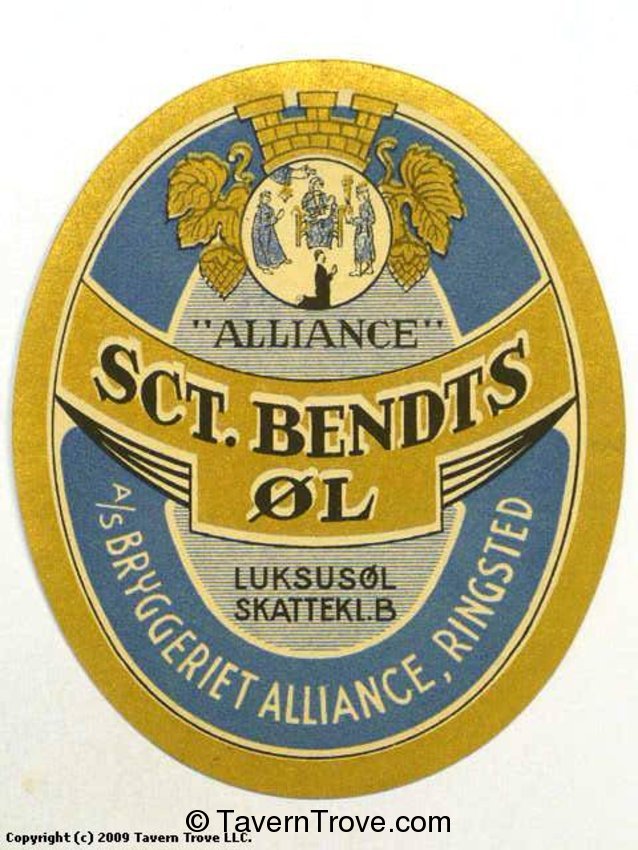 "ALLIANCE"
SCT. BENDTS
ØL
LUKSUSØL
SKATTEKL.B
A/S BRYGGERIET ALLIANCE, RINGSTED
© TavernTrove.com
Copyright (c) 2009 Tavern Trove LLC.